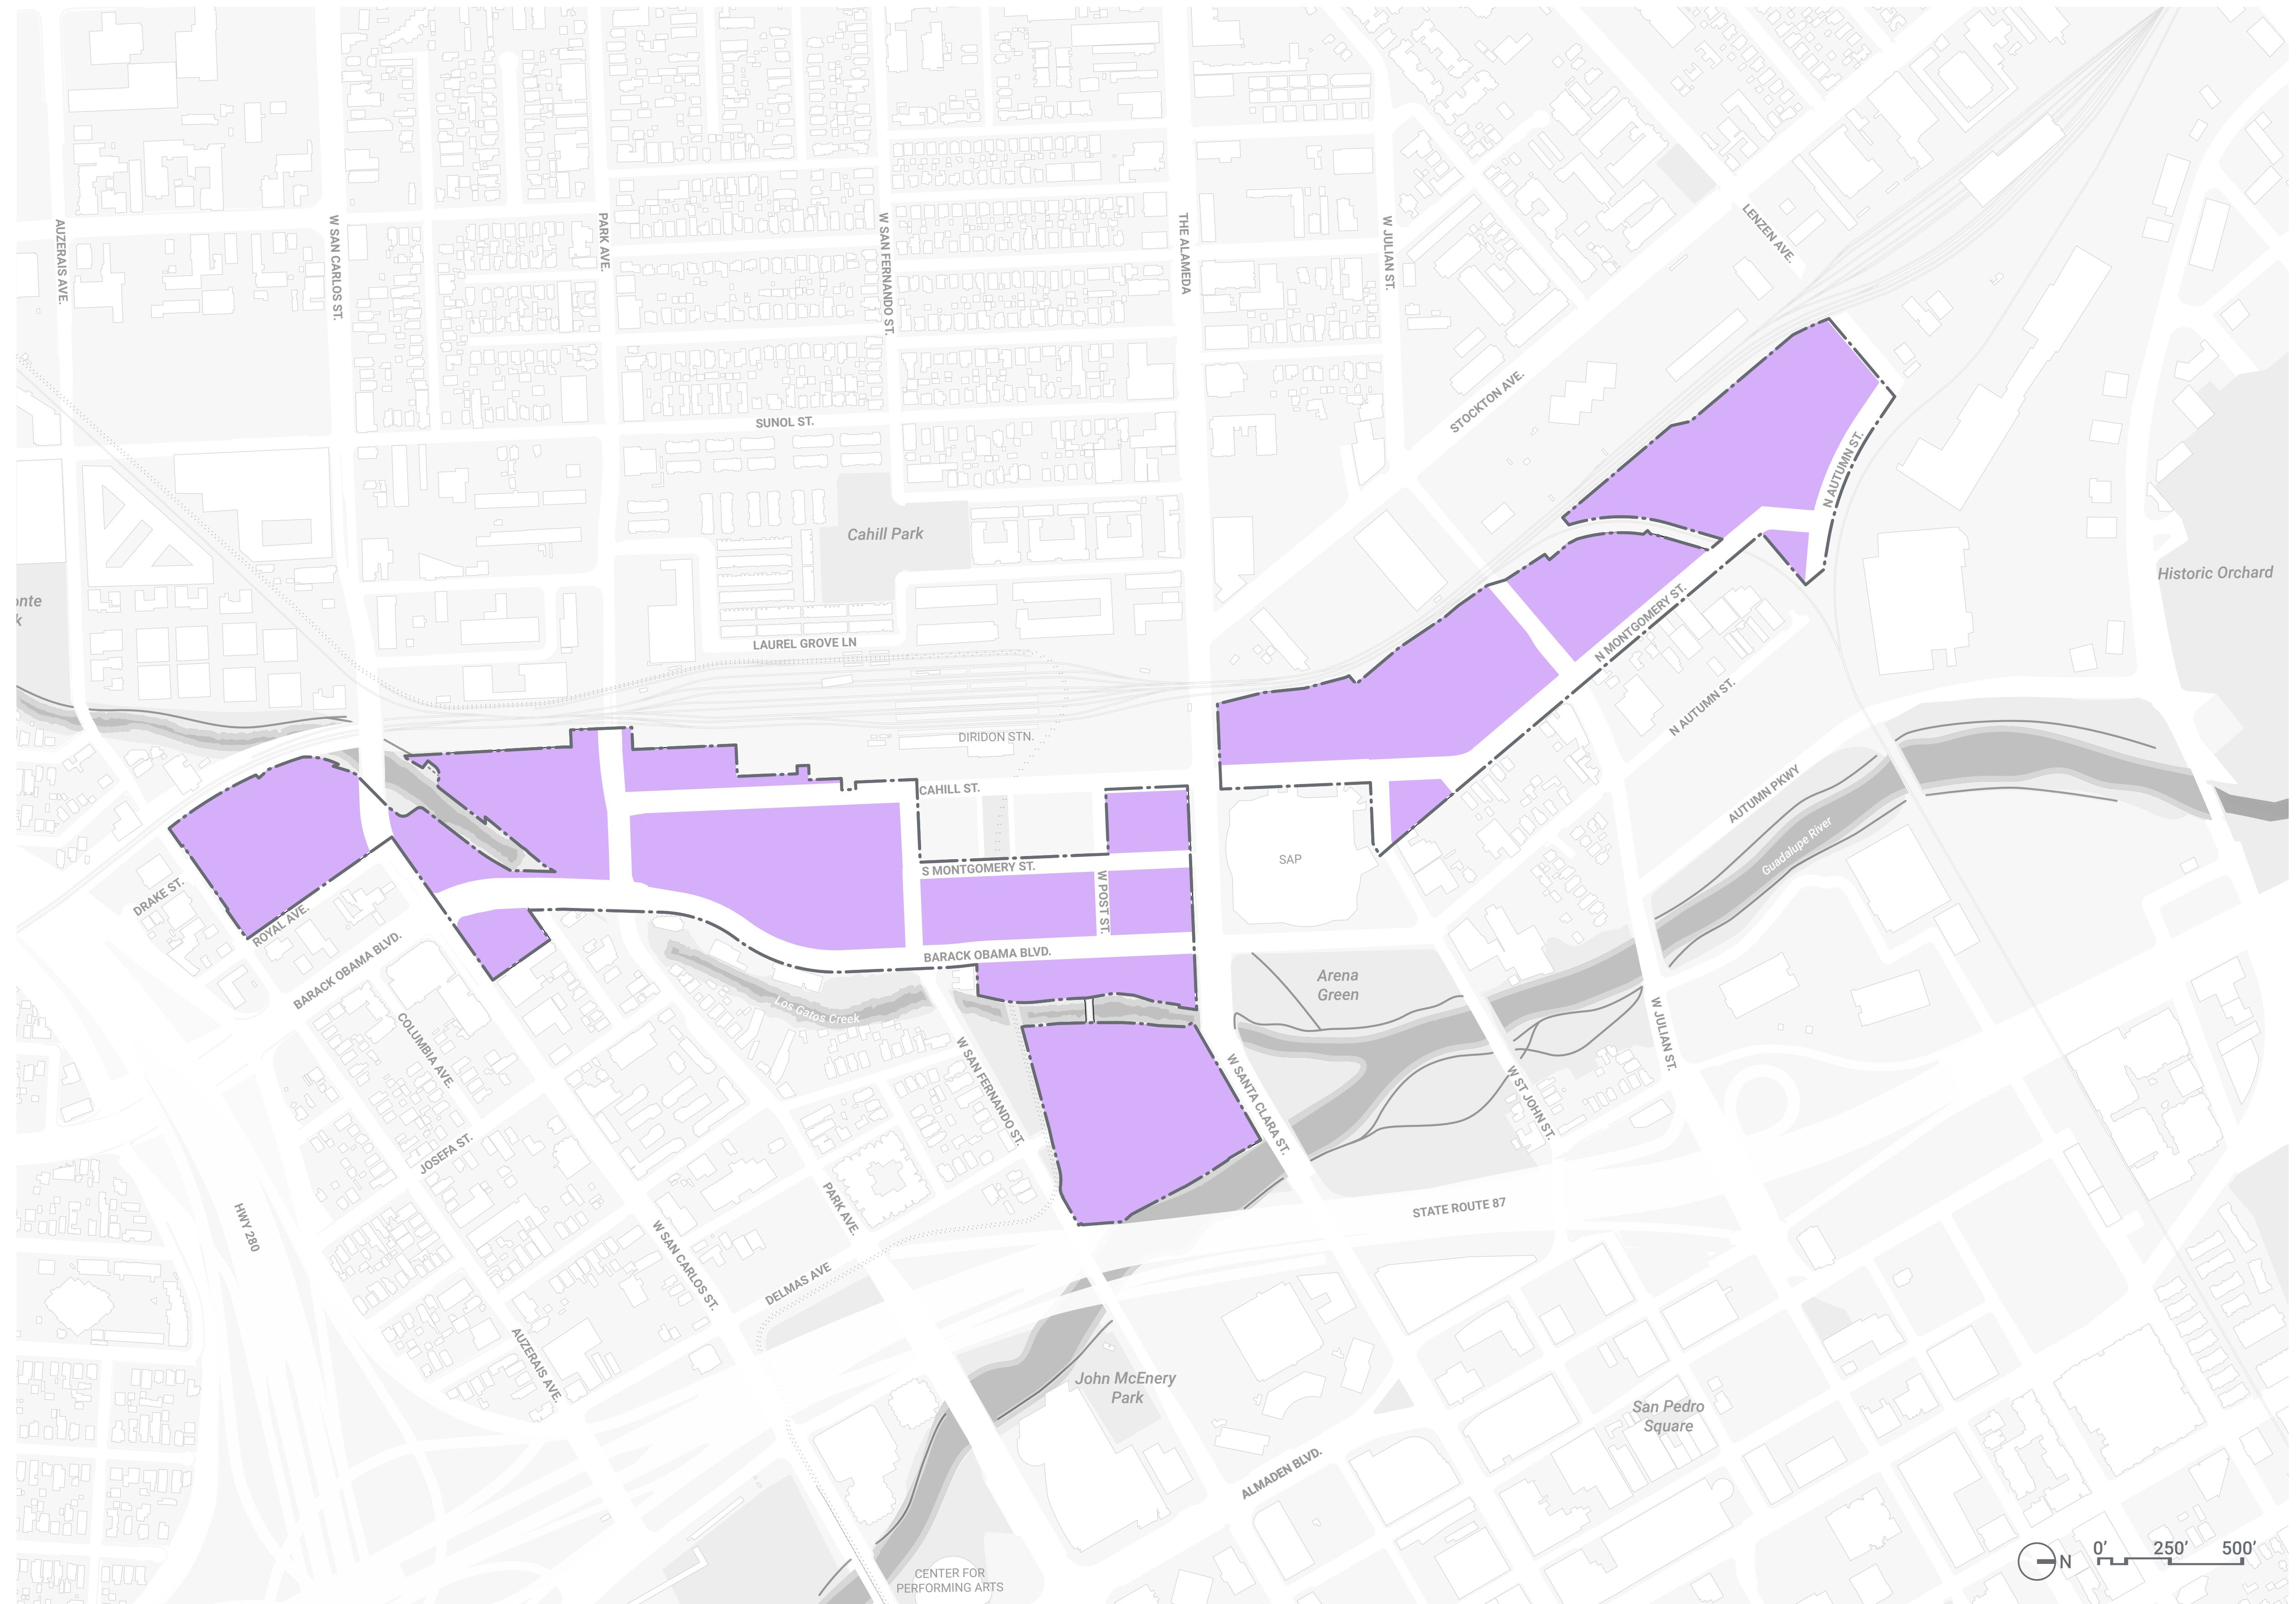 AUZERAIS AVE.
W SAN CARLOS ST.
PARK AVE.
W SAN FERNANDO ST.
THE ALAMEDA
W JULIAN ST.
LENZEN AVE.
STOCKTON AVE.
SUNOL ST.
N AUTUMN ST.
Cahill Park
Historic Orchard
onte
k
LAUREL GROVE LN
N MONTGOMERY ST.
N AUTUMN ST.
DIRIDON STN.
CAHILL ST.
AUTUMN PKWY
Guadalupe River
SAP
S MONTGOMERY ST.
W POST ST.
DRAKE ST.
ROYAL AVE.
BARACK OBAMA BLVD.
BARACK OBAMA BLVD.
Arena
Green
Los Gatos Creek
COLUMBIA AVE.
W SAN FERNANDO ST.
W SANTA CLARA ST.
W ST JOHN ST.
W JULIAN ST.
JOSEFA ST.
HWY 280
PARK AVE.
W SAN CARLOS ST.
STATE ROUTE 87
DELMAS AVE
AUZERAIS AVE.
John McEnery
Park
San Pedro
Square
ALMADEN BLVD.
CENTER FOR
PERFORMING ARTS
N
0' 250' 500'